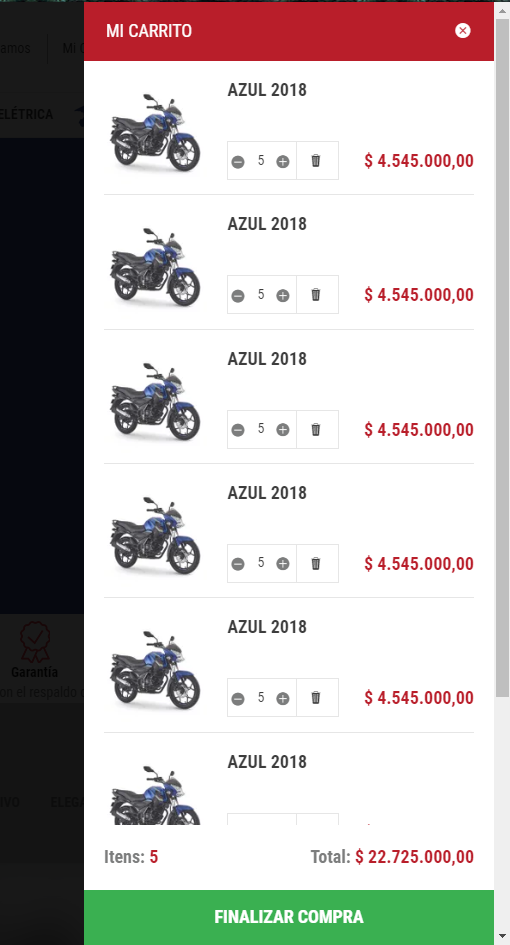 MI CARRITO
amos
Mi C
ELÉTRICA
AZUL 2018
5
$ 4.545.000,00
AZUL 2018
5
$ 4.545.000,00
AZUL 2018
5
$ 4.545.000,00
AZUL 2018
5
$ 4.545.000,00
Garantía
on el respaldo
AZUL 2018
5
$ 4.545.000,00
AZUL 2018
VO
ELEGA
Itens: 5
Total: $ 22.725.000,00
FINALIZAR COMPRA